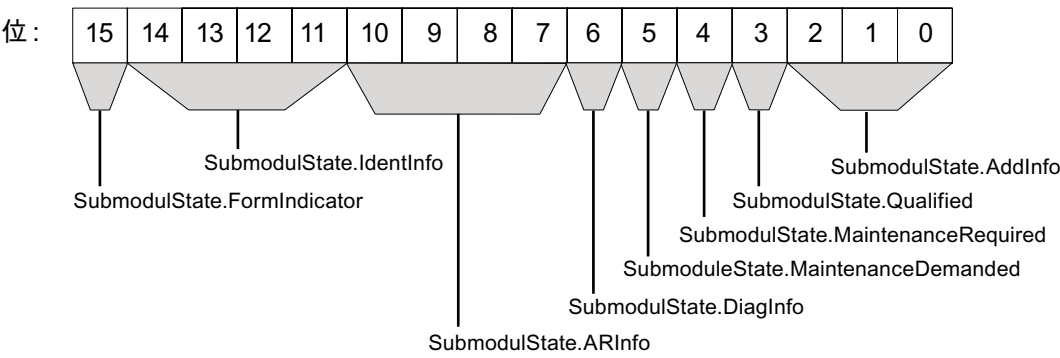 位： 15 14 13 12 11 10 9 8 7 6 5 4 3 2 1 0
SubmodulState.IdentInfo
SubmodulState.AddInfo
SubmodulState.FormIndicator
SubmodulState.Qualified
SubmodulState.MaintenanceRequired
SubmoduleState.MaintenanceDemanded
SubmodulState.DiagInfo
SubmodulState.ARInfo